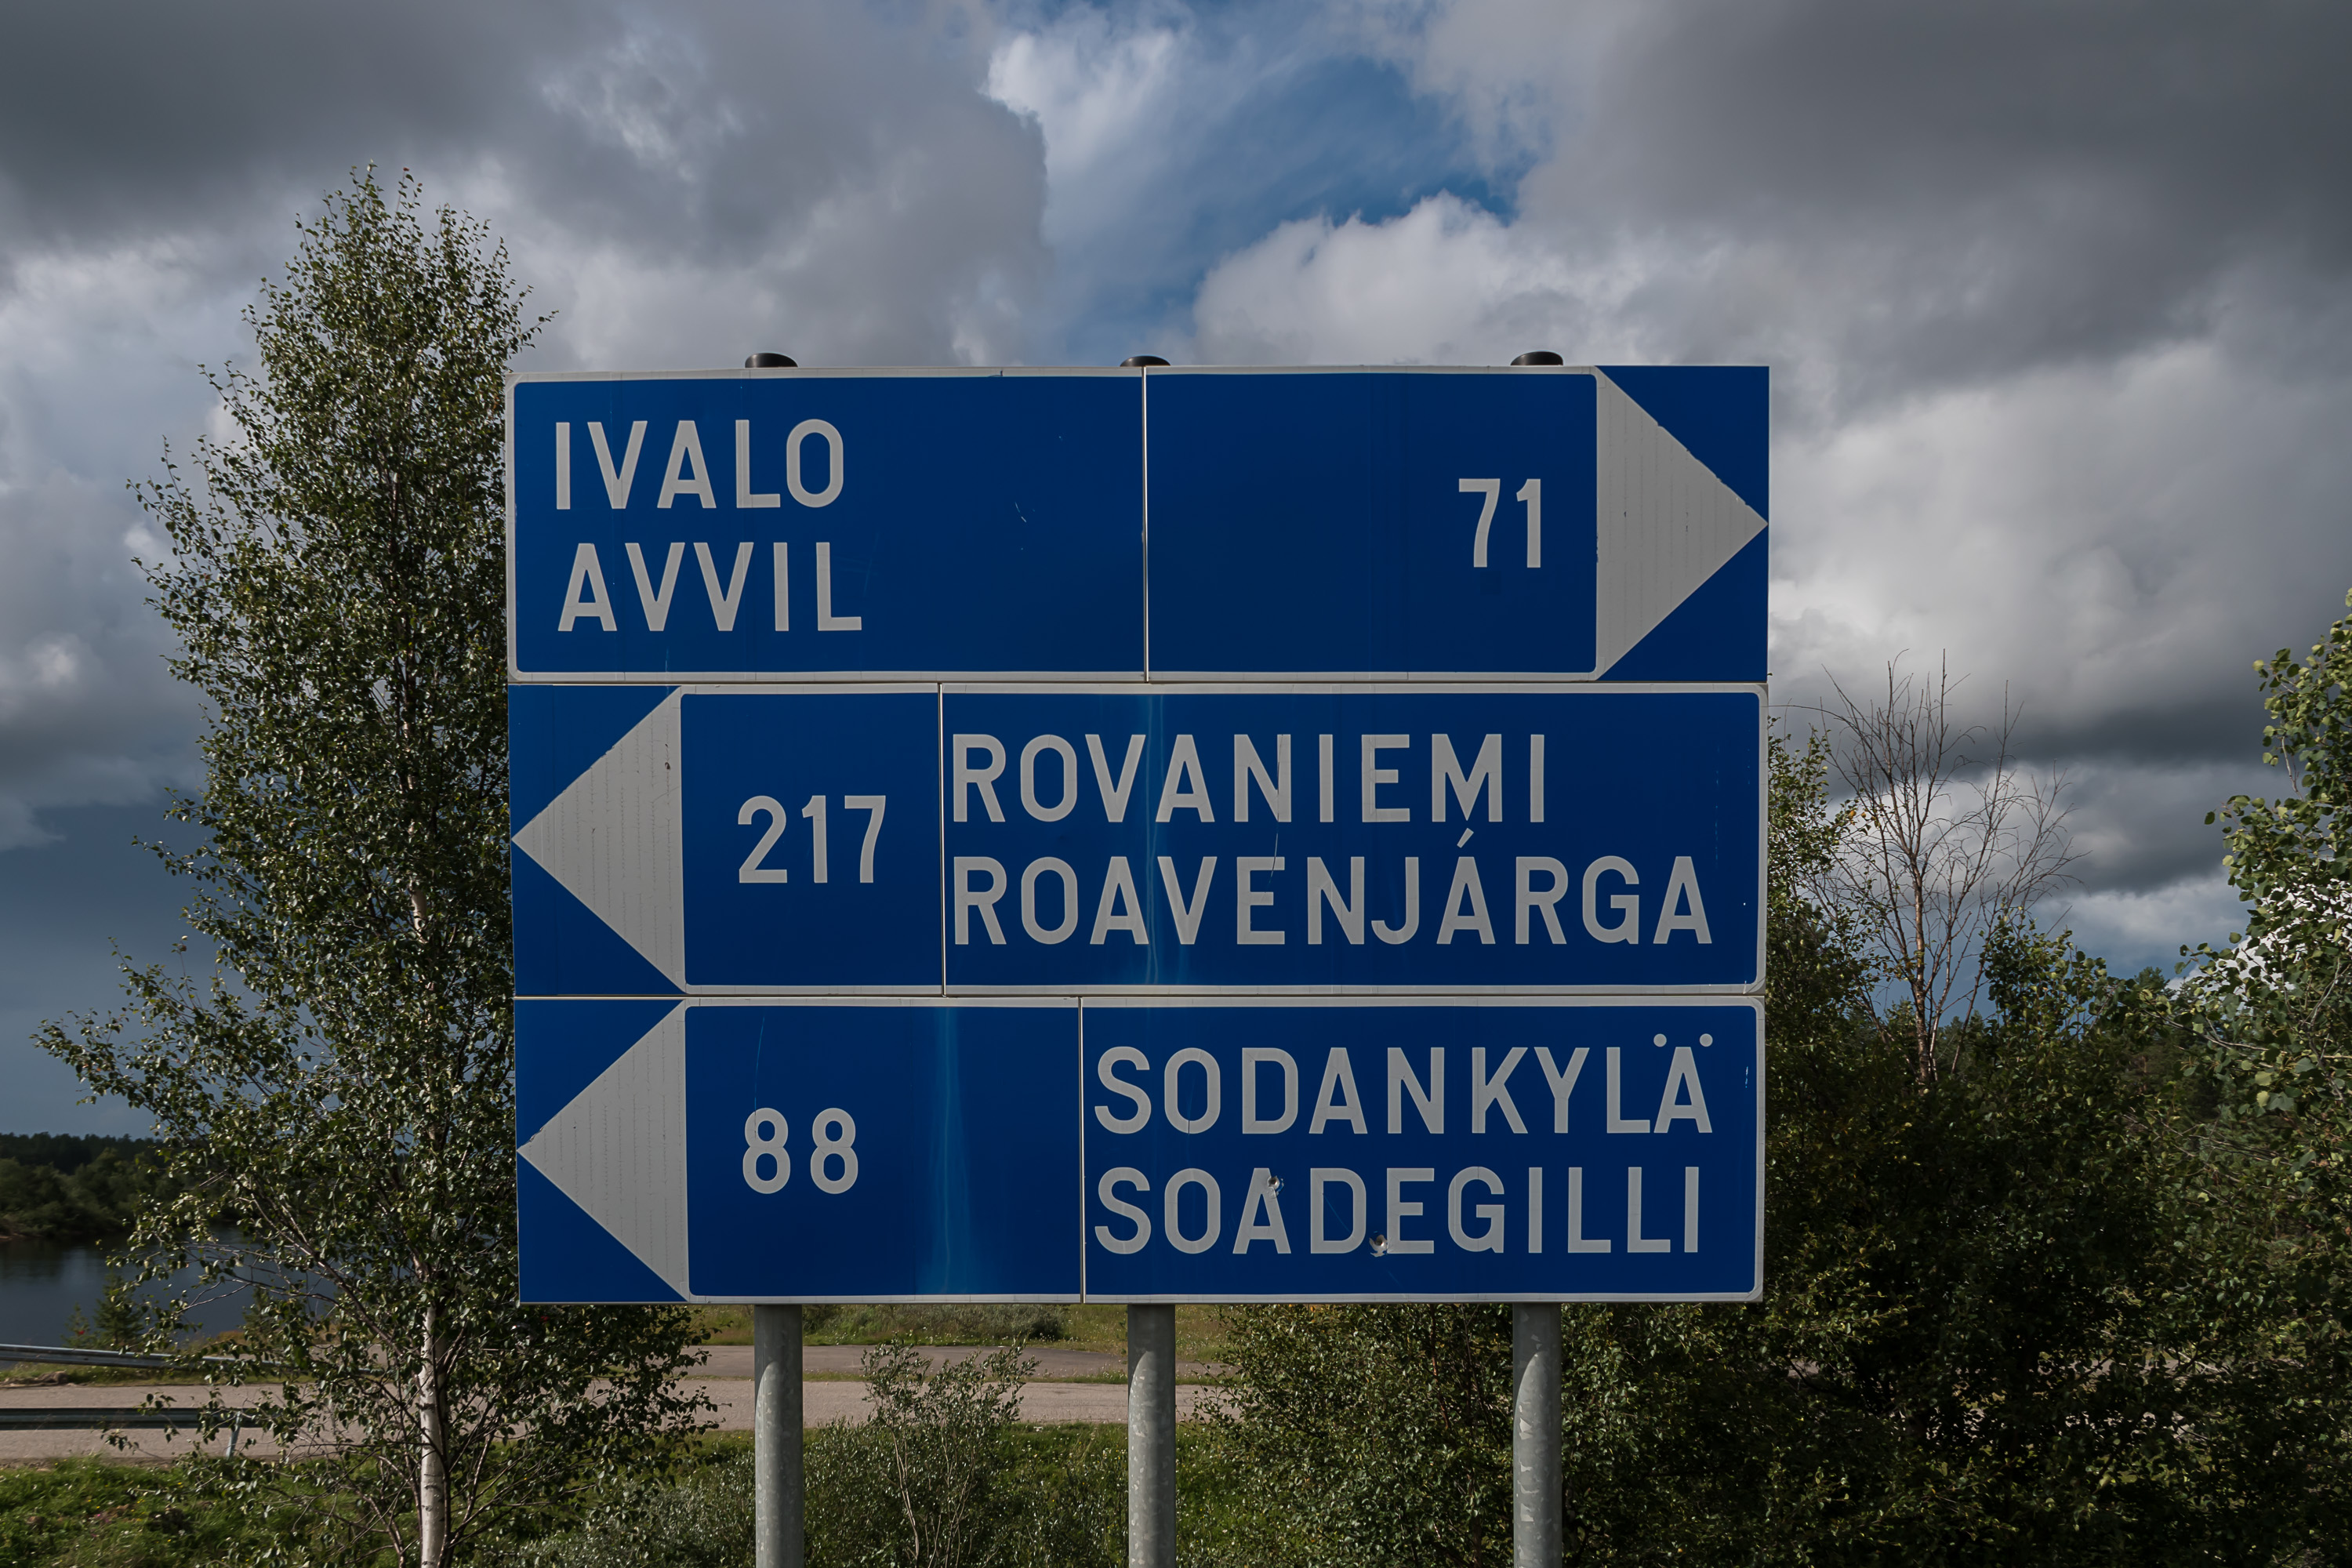 IVALO
AVVIL
71
217
ROVANIEMI
ROAVENJÁRGA
88
SODANKYLÄ
SOADEGILLI